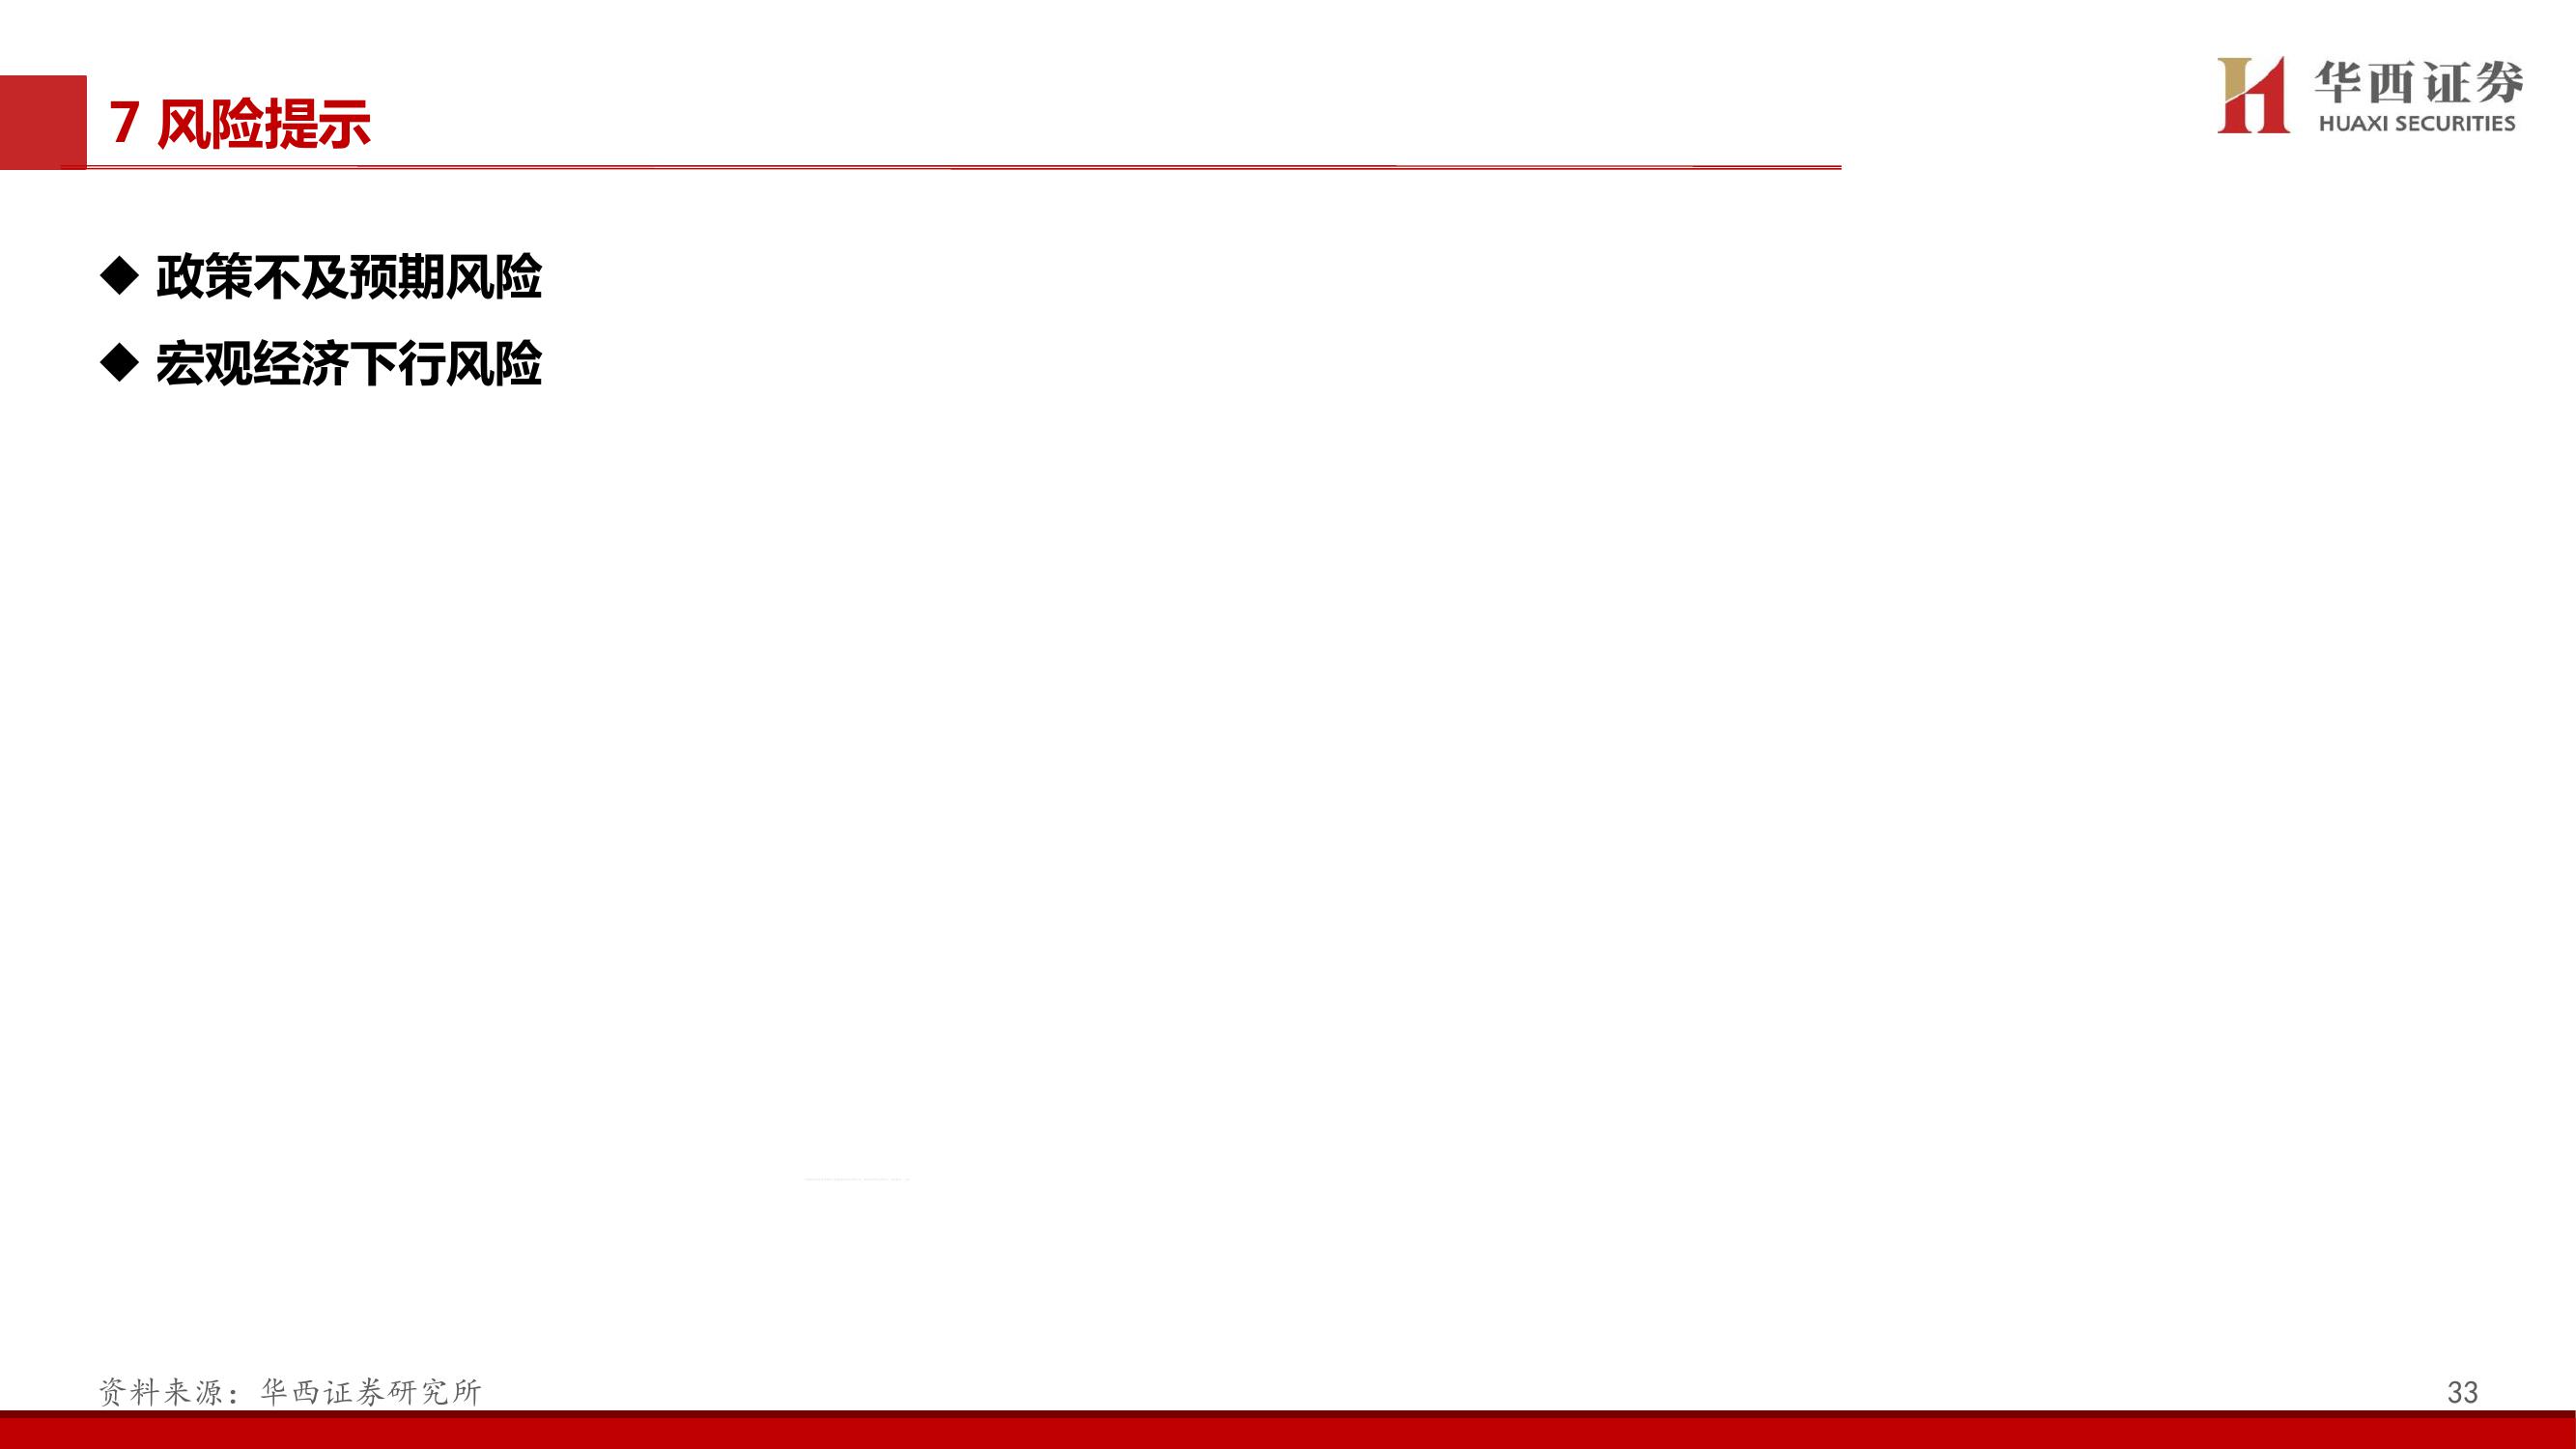 7 风险提示
华西证券
HUAXI SECURITIES
◆ 政策不及预期风险
◆ 宏观经济下行风险
资料来源：华西证券研究所
33